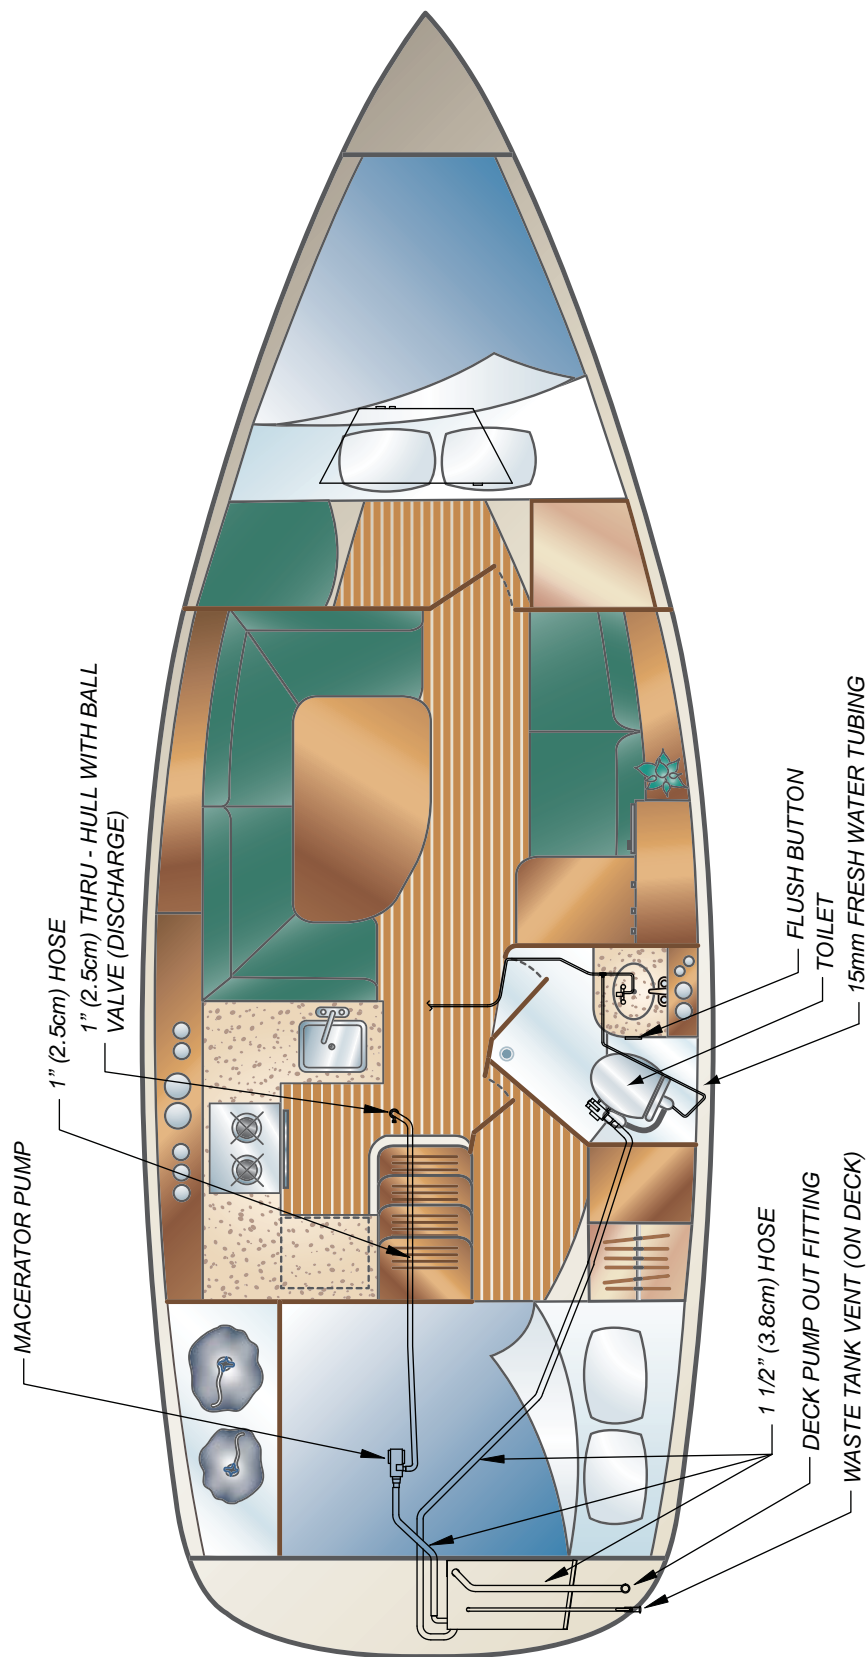 MACERATOR PUMP
1” (2.5cm) HOSE
1” (2.5cm) THRU - HULL WITH BALL
VALVE (DISCHARGE)
FLUSH BUTTON
TOILET
15mm FRESH WATER TUBING
1 1/2” (3.8cm) HOSE
DECK PUMP OUT FITTING
WASTE TANK VENT (ON DECK)